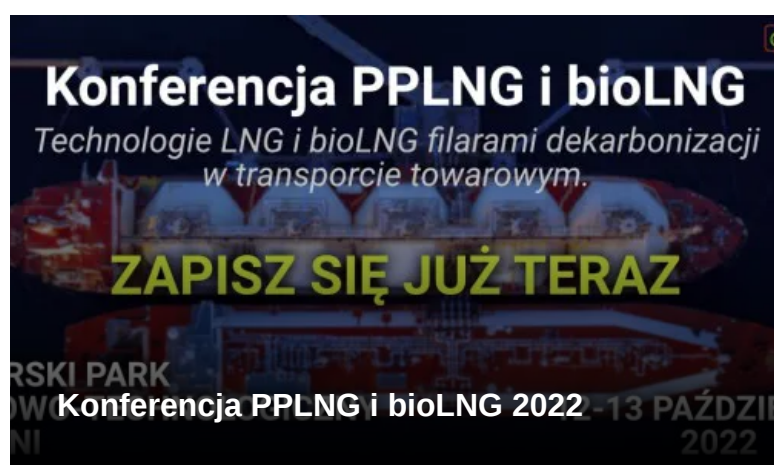 Konferencja PPLNG i bioLNG
Technologie LNG i bioLNG filarami dekarbonizacji
w transporcie towarowym.
ZAPISZ SIĘ JUŻ TERAZ
RSKI PARK
Konferencja PPLNG i bioLNG 2022
-13 PAŹDZI
NI
2022